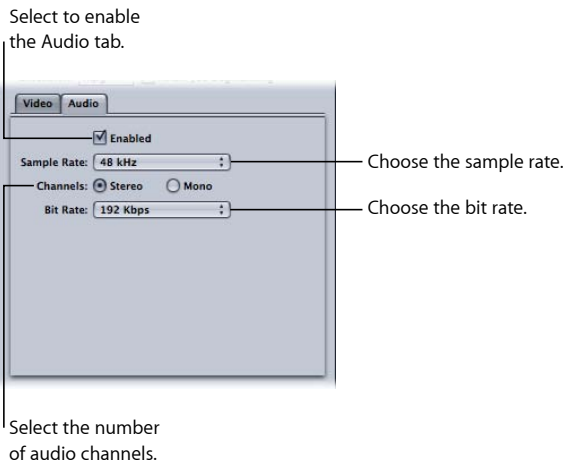 Select to enable
the Audio tab.
Video Audio
Enabled
Sample Rate: 48 kHz
Choose the sample rate.
Channels: Stereo Mono
Bit Rate: 192 Kbps
Choose the bit rate.
Select the number
of audio channels.